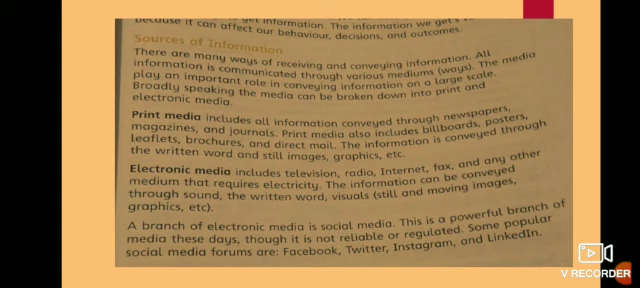 get information. The information we get
because it can affect our behaviour, decisions, and outcomes.
Sources of Information
There are many ways of receiving and conveying information. All
information is communicated through various mediums (ways). The media
play an important role in conveying information on a large scale.
Broadly speaking the media can be broken down into print and
electronic media.
Print media includes all information conveyed through newspapers,
magazines, and journals. Print media also includes billboards, posters,
leaflets, brochures, and direct mail. The information is conveyed through
the written word and still images, graphics, etc.
Electronic media includes television, radio, Internet, fax, and any other
medium that requires electricity. The information can be conveyed
through sound, the written word, visuals (still and moving images,
graphics, etc).
A branch of electronic media is social media. This is a powerful branch of
media these days, though it is not reliable or regulated. Some popular
social media forums are: Facebook, Twitter, Instagram, and LinkedIn.
V RECORDER